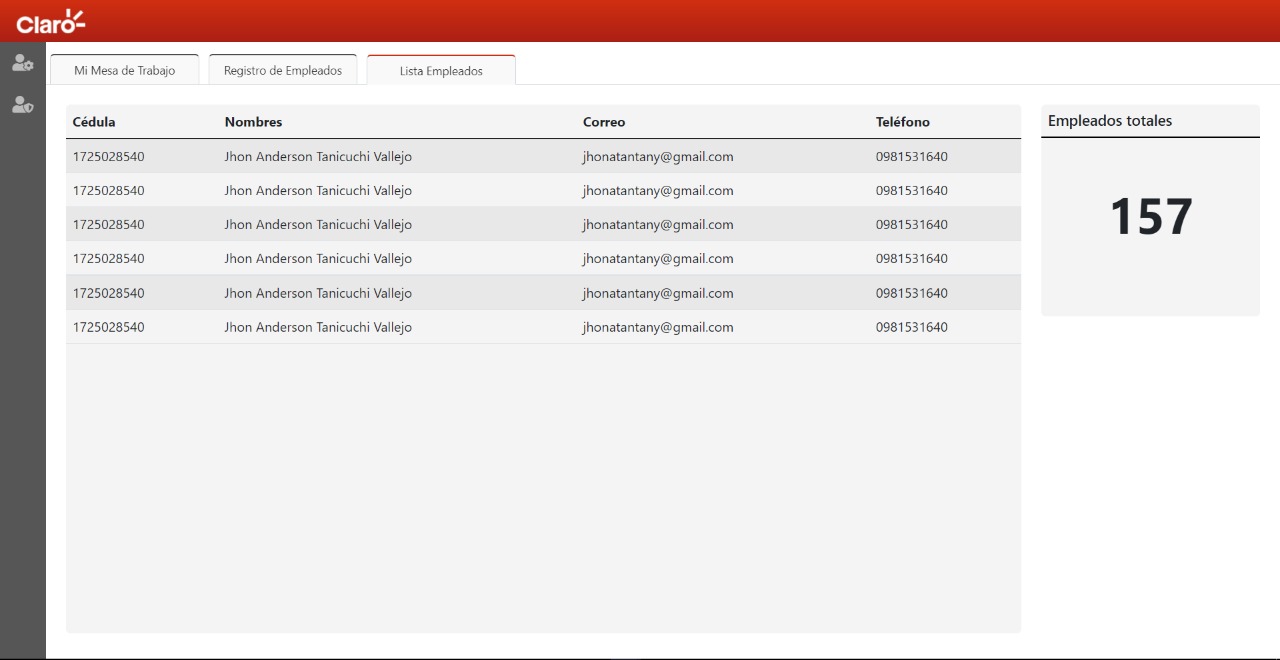 Claro
Mi Mesa de Trabajo Registro de Empleados Lista Empleados
Cédula Nombres Correo Teléfono
1725028540 Jhon Anderson Tanicuchi Vallejo jhonatantany@gmail.com 0981531640
1725028540 Jhon Anderson Tanicuchi Vallejo jhonatantany@gmail.com 0981531640
1725028540 Jhon Anderson Tanicuchi Vallejo jhonatantany@gmail.com 0981531640
1725028540 Jhon Anderson Tanicuchi Vallejo jhonatantany@gmail.com 0981531640
1725028540 Jhon Anderson Tanicuchi Vallejo jhonatantany@gmail.com 0981531640
1725028540 Jhon Anderson Tanicuchi Vallejo jhonatantany@gmail.com 0981531640
Empleados totales
157